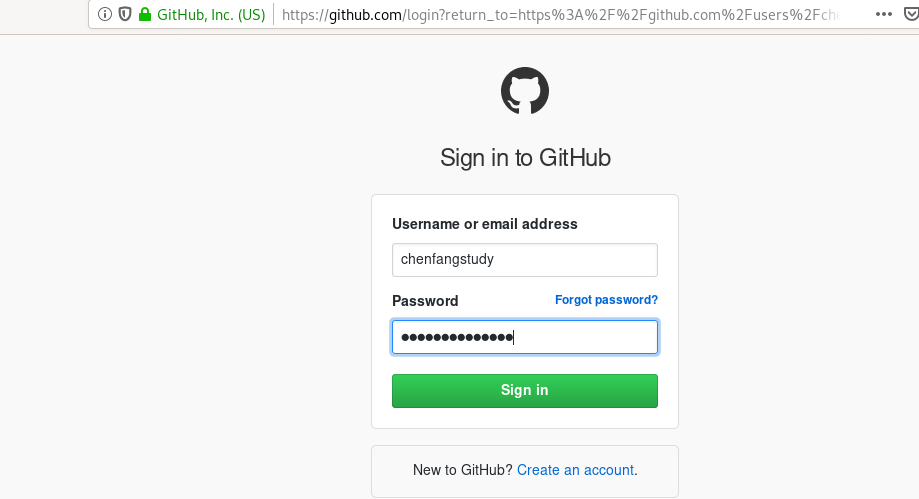 GitHub, Inc. (US) https://github.com/login?return_to=https%3A%2F%2Fgithub.com%2Fusers%2Fche
Sign in to GitHub
Username or email address
chenfangstudy
Password Forgot password?
●●●●●●●●●●●●●●
Sign in
New to GitHub? Create an account.